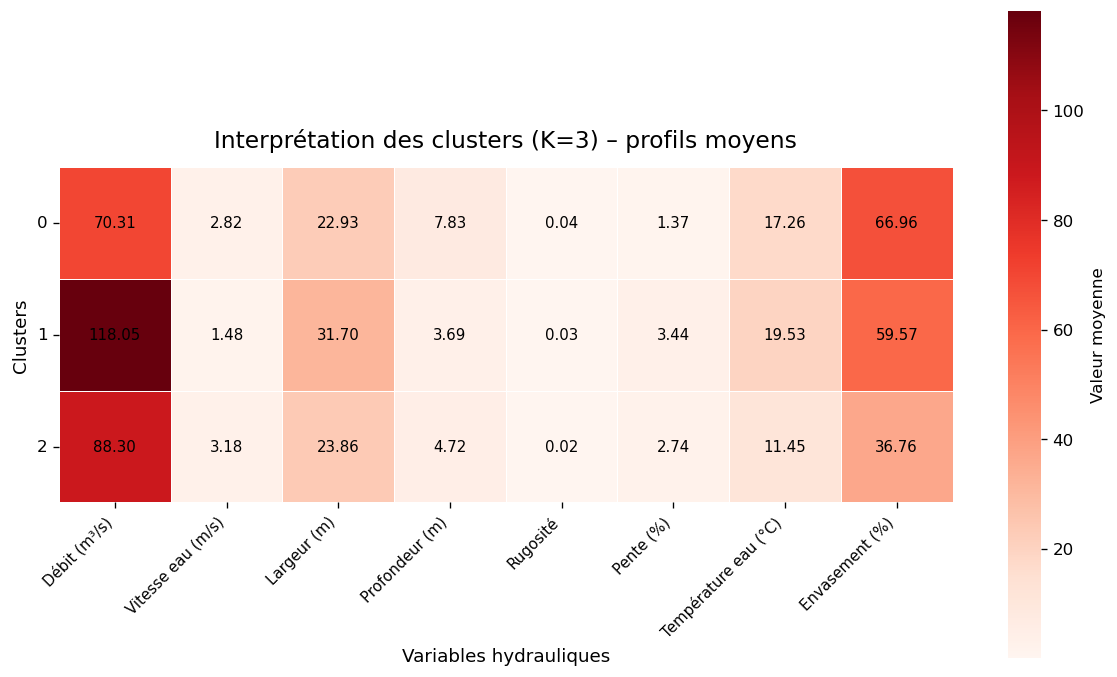 Interprétation des clusters (K=3) – profils moyens
Clusters
0 70.31 2.82 22.93 7.83 0.04 1.37 17.26 66.96
1 118.05 1.48 31.70 3.69 0.03 3.44 19.53 59.57
2 88.30 3.18 23.86 4.72 0.02 2.74 11.45 36.76
Débit (m³/s)
Vitesse eau (m/s)
Largeur (m)
Profondeur (m)
Rugosité
Pente (%)
Température eau (°C)
Envasement (%)
Variables hydrauliques
100
80
60
40
20
Valeur moyenne